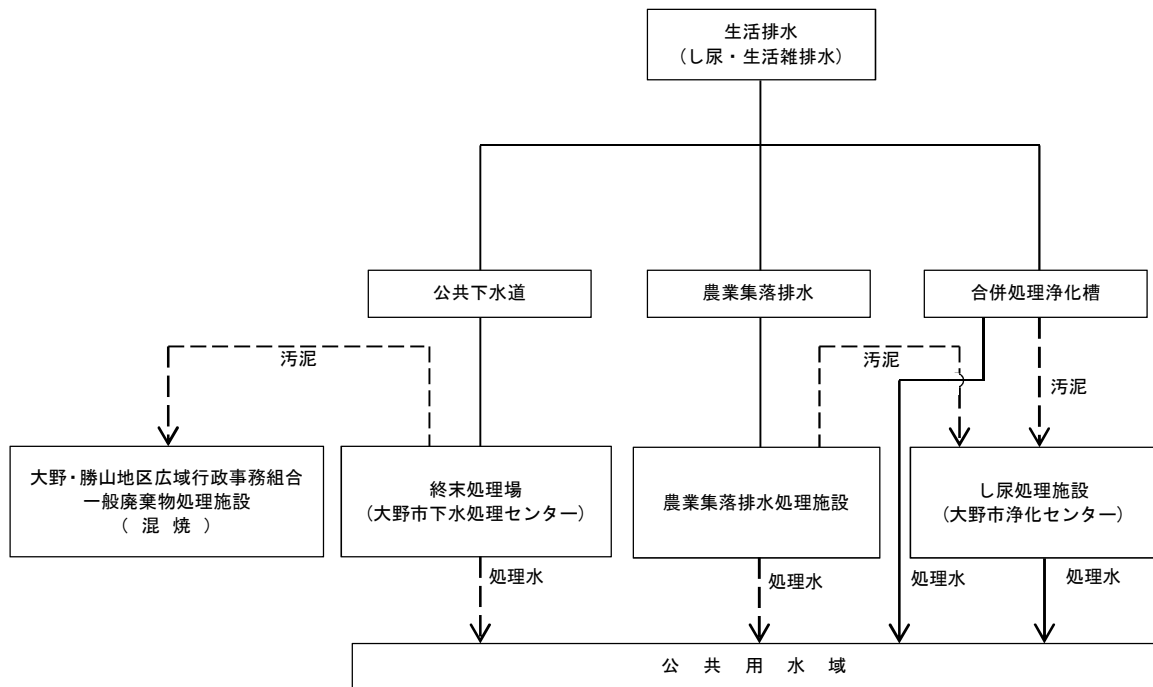 生活排水
(し尿・生活雑排水)
公共下水道
農業集落排水
合併処理浄化槽
汚泥
汚泥
汚泥
大野・勝山地区広域行政事務組合
一般廃棄物処理施設
( 混 焼 )
終末処理場
(大野市下水処理センター)
農業集落排水処理施設
し尿処理施設
(大野市浄化センター)
処理水
処理水
処理水
処理水
公 共 用 水 域